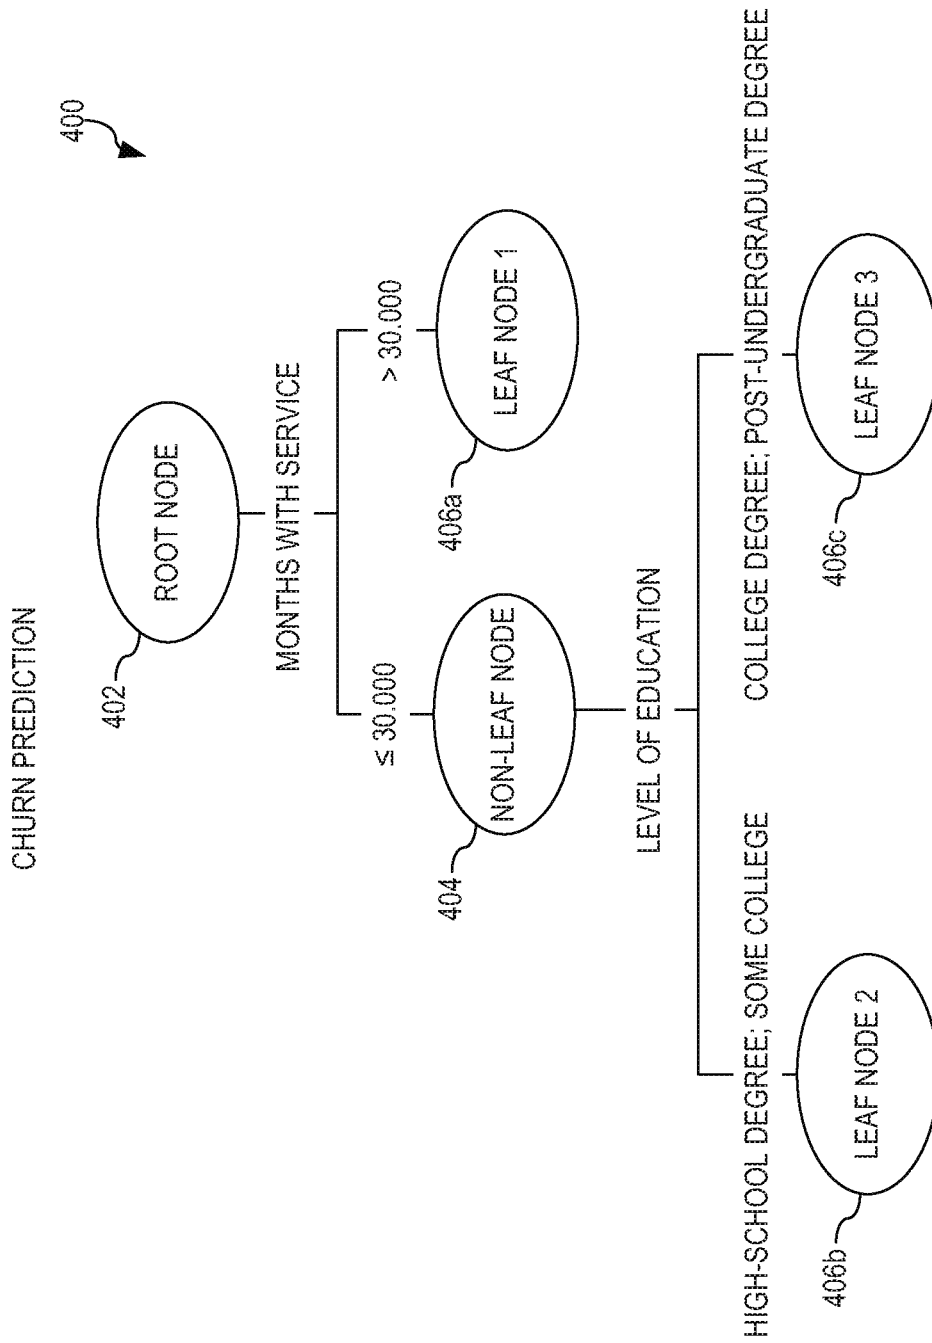 CHURN PREDICTION
400
402
ROOT NODE
MONTHS WITH SERVICE
≤ 30.000
> 30.000
404
NON-LEAF NODE
406a
LEAF NODE 1
LEVEL OF EDUCATION
HIGH-SCHOOL DEGREE; SOME COLLEGE
COLLEGE DEGREE; POST-UNDERGRADUATE DEGREE
406b
LEAF NODE 2
406c
LEAF NODE 3